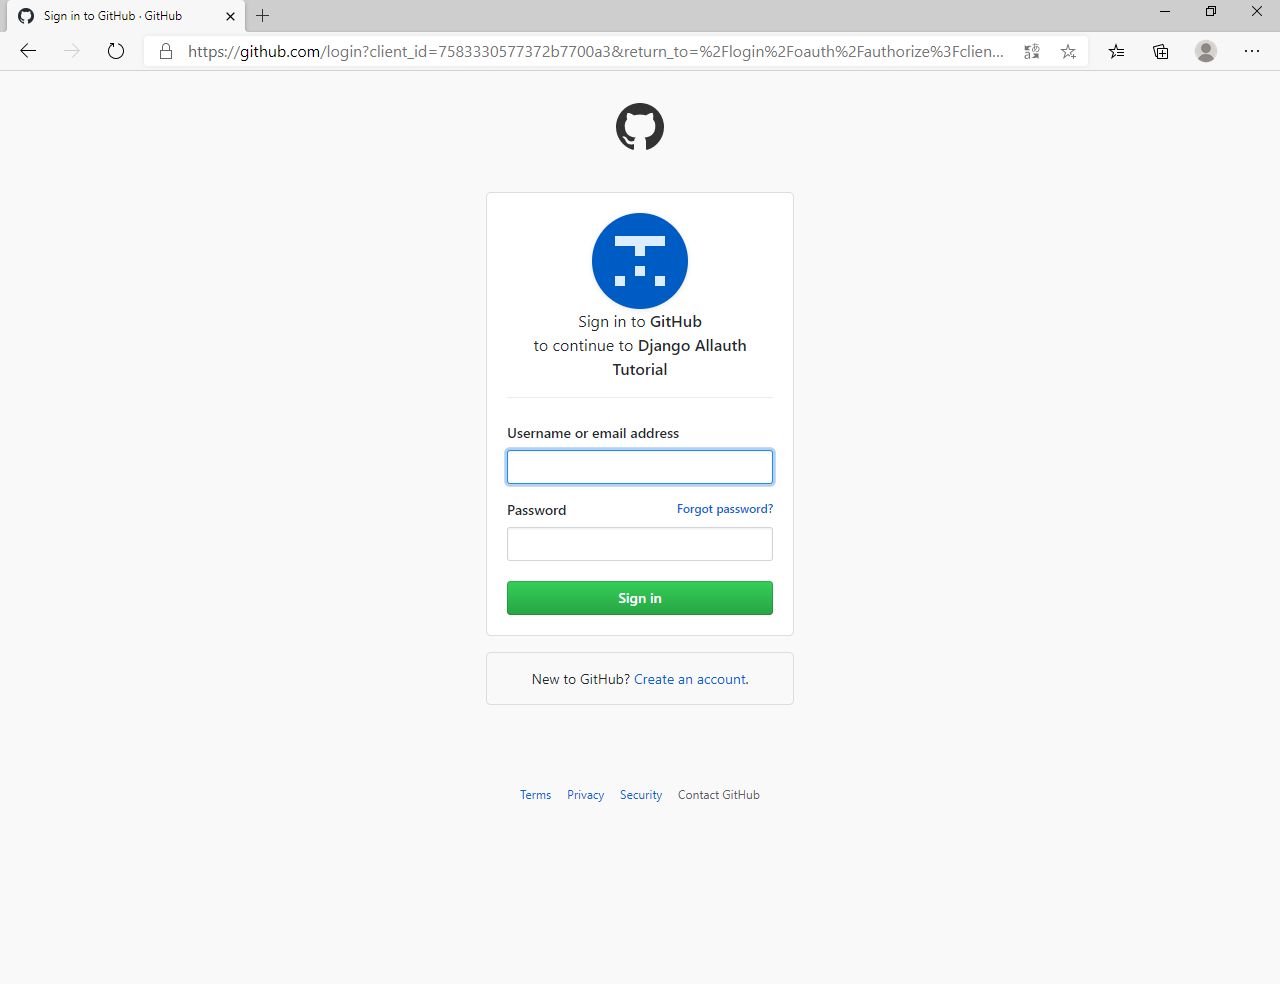 Sign in to GitHub · GitHub
https://github.com/login?client_id=7583330577372b7700a3&return_to=%2Flogin%2Foauth%2Fauthorize%3Fclien...
Sign in to GitHub
to continue to Django Allauth
Tutorial
Username or email address
Password Forgot password?
Sign in
New to GitHub? Create an account.
Terms Privacy Security Contact GitHub